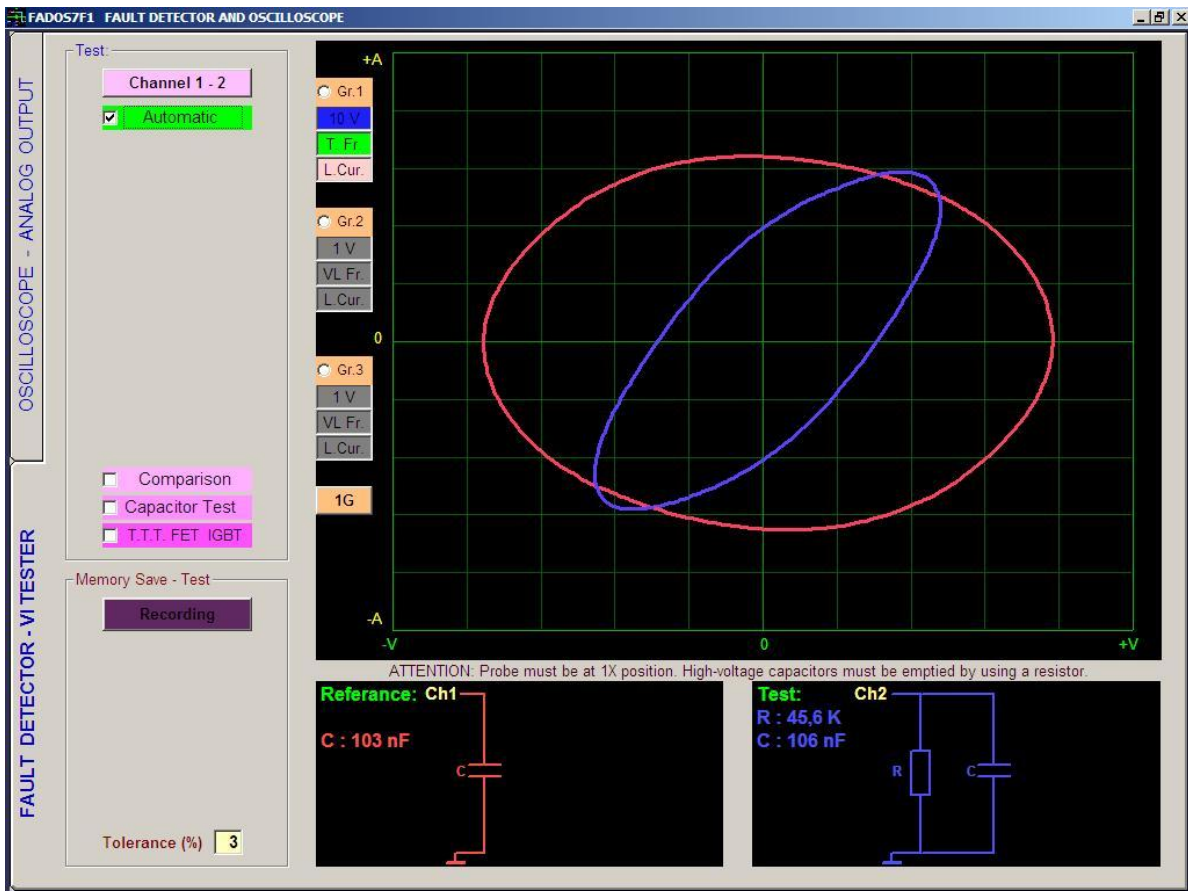 FADOS7F1 FAULT DETECTOR AND OSCILLOSCOPE
OSCILLOSCOPE - ANALOG OUTPUT
FAULT DETECTOR - VI TESTER
Test:
Channel 1 - 2
Automatic
Comparison
Capacitor Test
T.T.T. FET IGBT
Memory Save - Test
Recording
Tolerance (%) 3
+A
Gr.1
10 V
T. Fr
L.Cur.
Gr.2
1 V
VL Fr.
L.Cur.
0
Gr.3
1 V
VL Fr.
L.Cur.
1G
-A
-V 0 +V
ATTENTION: Probe must be at 1X position. High-voltage capacitors must be emptied by using a resistor.
Referance: Ch1
C : 103 nF
C
Test: Ch2
R : 45,6 K
C : 106 nF
R C